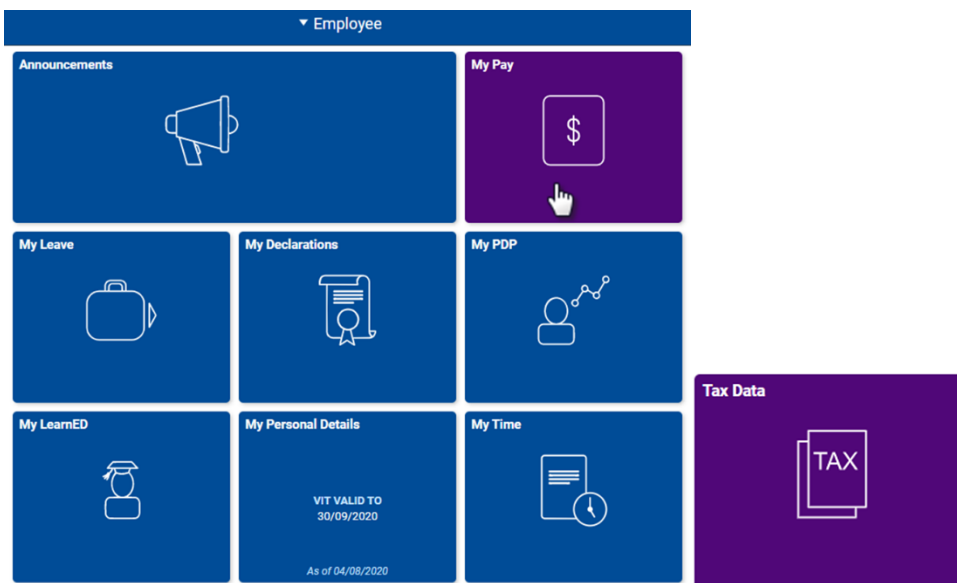 Employee
Announcements
My Pay
$
My Leave
My Declarations
My PDP
My LearnED
My Personal Details
VIT VALID TO
30/09/2020
As of 04/08/2020
My Time
Tax Data
TAX